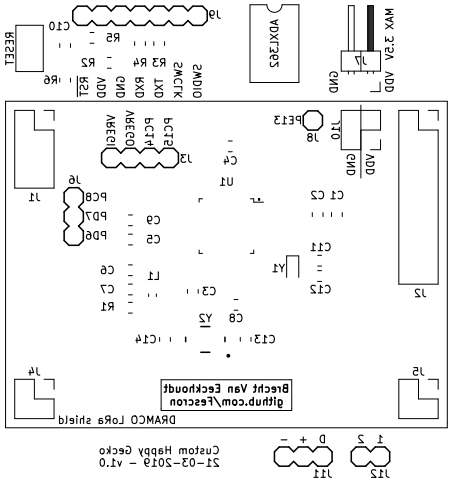 C10
J9
R5
RESET
ADXL362
MAX 3.5V
R2
R4
R3
SWCLK
SWDIO
J7
R6
RST
VDD
GND
RXD
TXD
GND
VDD
VREGI
VREGO
PC14
PC15
PE13
J10
J8
J3
C4
GND
VDD
J1
J6
U1
PC8
PD7
PD6
C2
C1
C9
C5
C11
C6
L1
Y1
C7
C3
C12
J2
R1
Y2
C8
C14
C13
J4
J5
Brecht Van Eeckhoudt
github.com/Fescron
DRAMCO LoRa shield
Custom Happy Gecko
21-03-2019 - v1.0
- + D
J11
2 1
J12